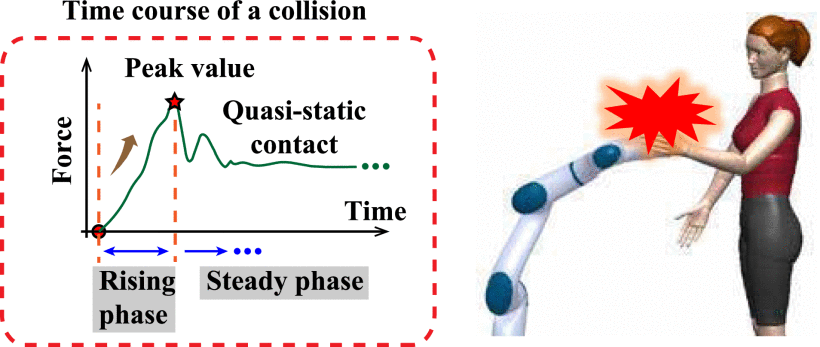 Time course of a collision
Peak value
Quasi-static
contact
Force
Time
Rising
phase
Steady phase